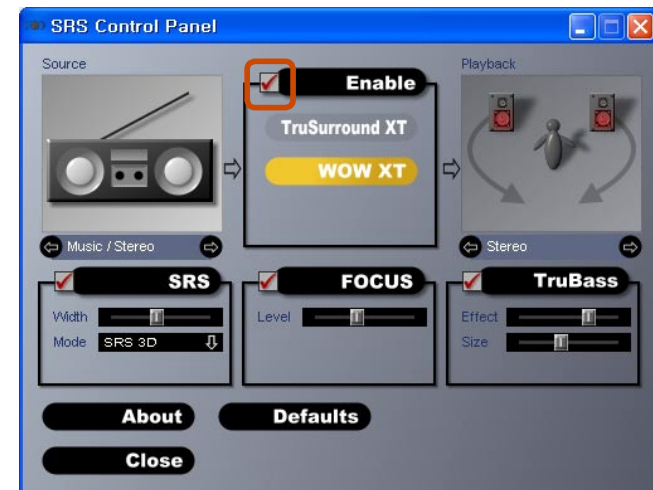 SRS Control Panel
Source
Enable
Playback
TruSurround XT
WOW XT
Music / Stereo
Stereo
SRS
FOCUS
TruBass
Width
Level
Effect
Mode
SRS 3D
Size
About
Defaults
Close